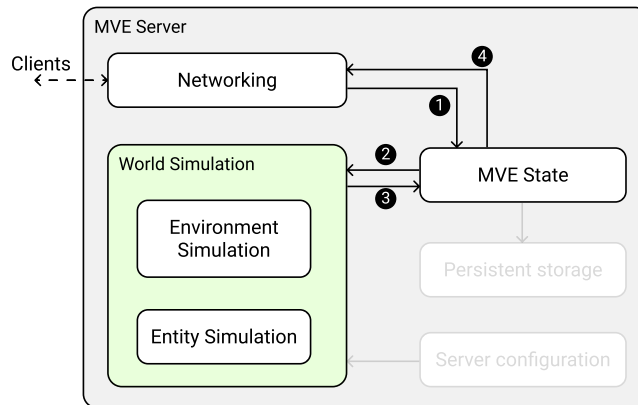 MVE Server
Clients
Networking
4
1
World Simulation
2
MVE State
3
Environment
Simulation
Persistent storage
Entity Simulation
Server configuration